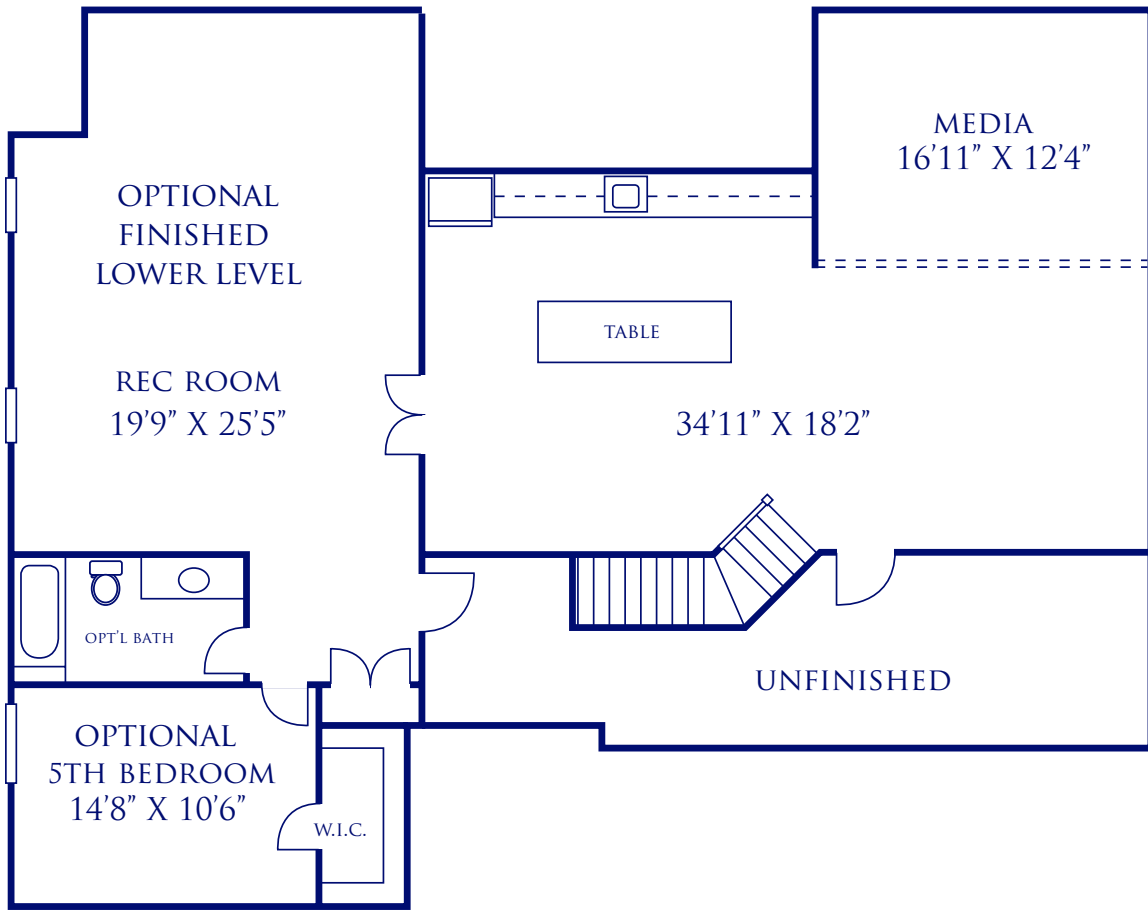 OPTIONAL
FINISHED
LOWER LEVEL
REC ROOM
19'9" X 25'5"
MEDIA
16'11" X 12'4"
TABLE
34'11" X 18'2"
OPT'L BATH
UNFINISHED
OPTIONAL
5TH BEDROOM
14'8" X 10'6"
W.I.C.